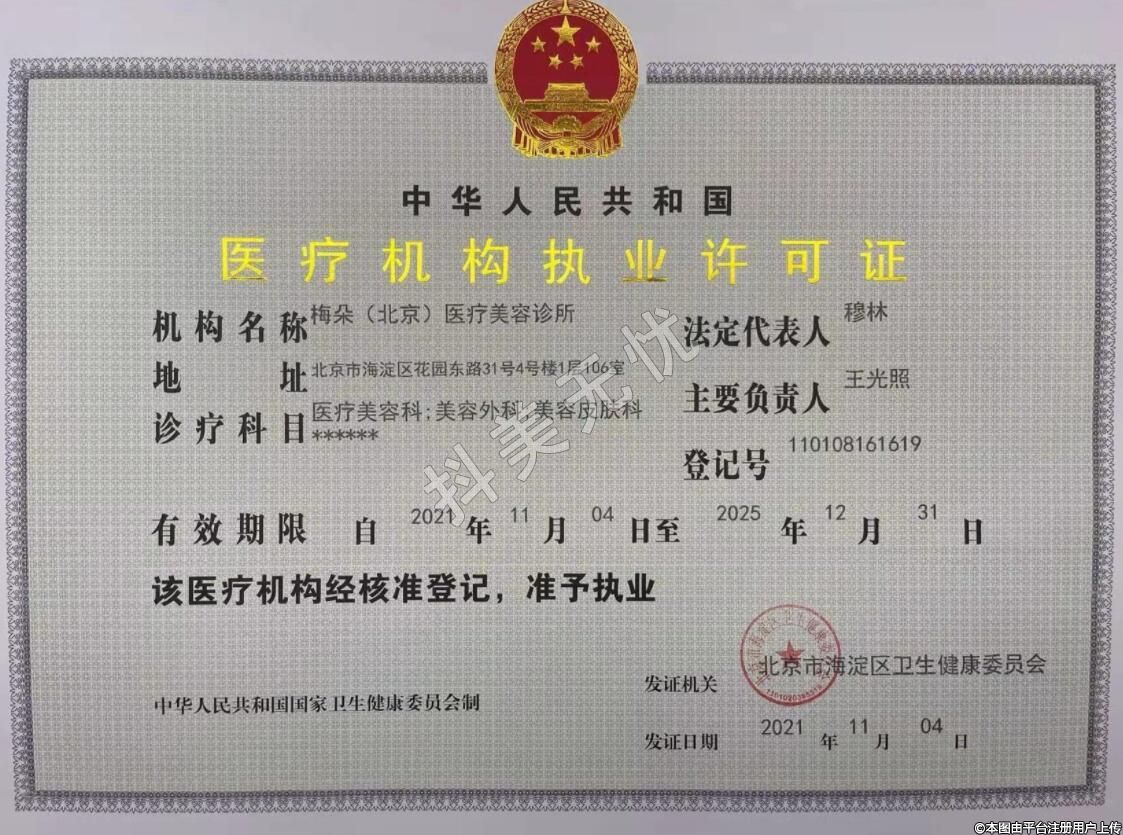 中华人民共和国
医疗机构执业许可证
机构名称 梅朵（北京）医疗美容诊所
法定代表人 穆林
地址 北京市海淀区花园东路31号4号楼1层106室
主要负责人 王光照
诊疗科目 医疗美容科;美容外科;美容皮肤科
******
登记号 110108161619
有效期限 自 2021 年 11 月 04 日至 2025 年 12 月 31 日
该医疗机构经核准登记，准予执业
发证机关 北京市海淀区卫生健康委员会
中华人民共和国国家卫生健康委员会制
发证日期 2021 年 11 月 04 日
抖美无忧
©本图由平台注册用户上传